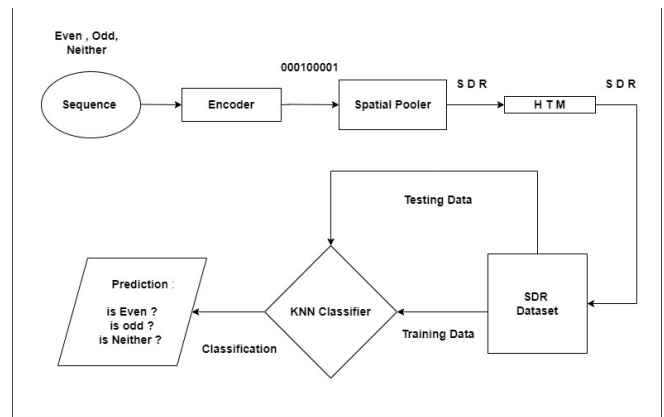 Even , Odd,
Neither
Sequence
Encoder
000100001
Spatial Pooler
S D R
H T M
S D R
Testing Data
SDR
Dataset
Training Data
KNN Classifier
Classification
Prediction :
is Even ?
is odd ?
is Neither ?